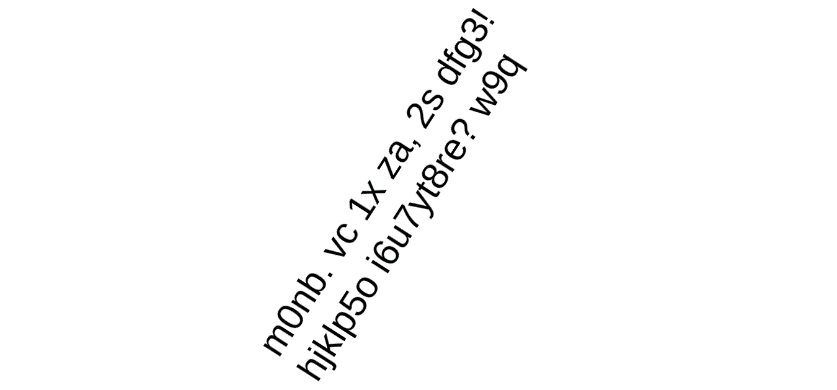 m0nb. vc 1x za, 2s dfg3!
hjklp5o i6u7yt8re? w9q